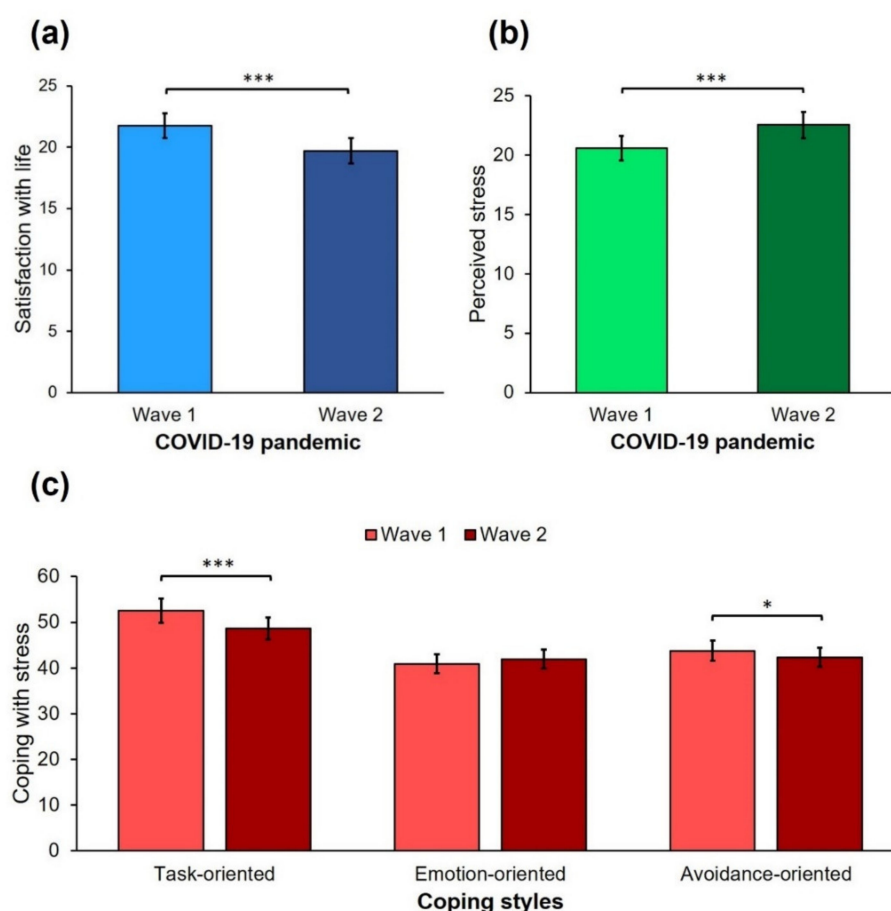 (a)
***
25
20
15
10
5
0
Satisfaction with life
Wave 1 Wave 2
COVID-19 pandemic
(b)
***
25
20
15
10
5
0
Perceived stress
Wave 1 Wave 2
COVID-19 pandemic
(c)
Wave 1 Wave 2
***
*
60
50
40
30
20
10
0
Coping with stress
Task-oriented Emotion-oriented Avoidance-oriented
Coping styles